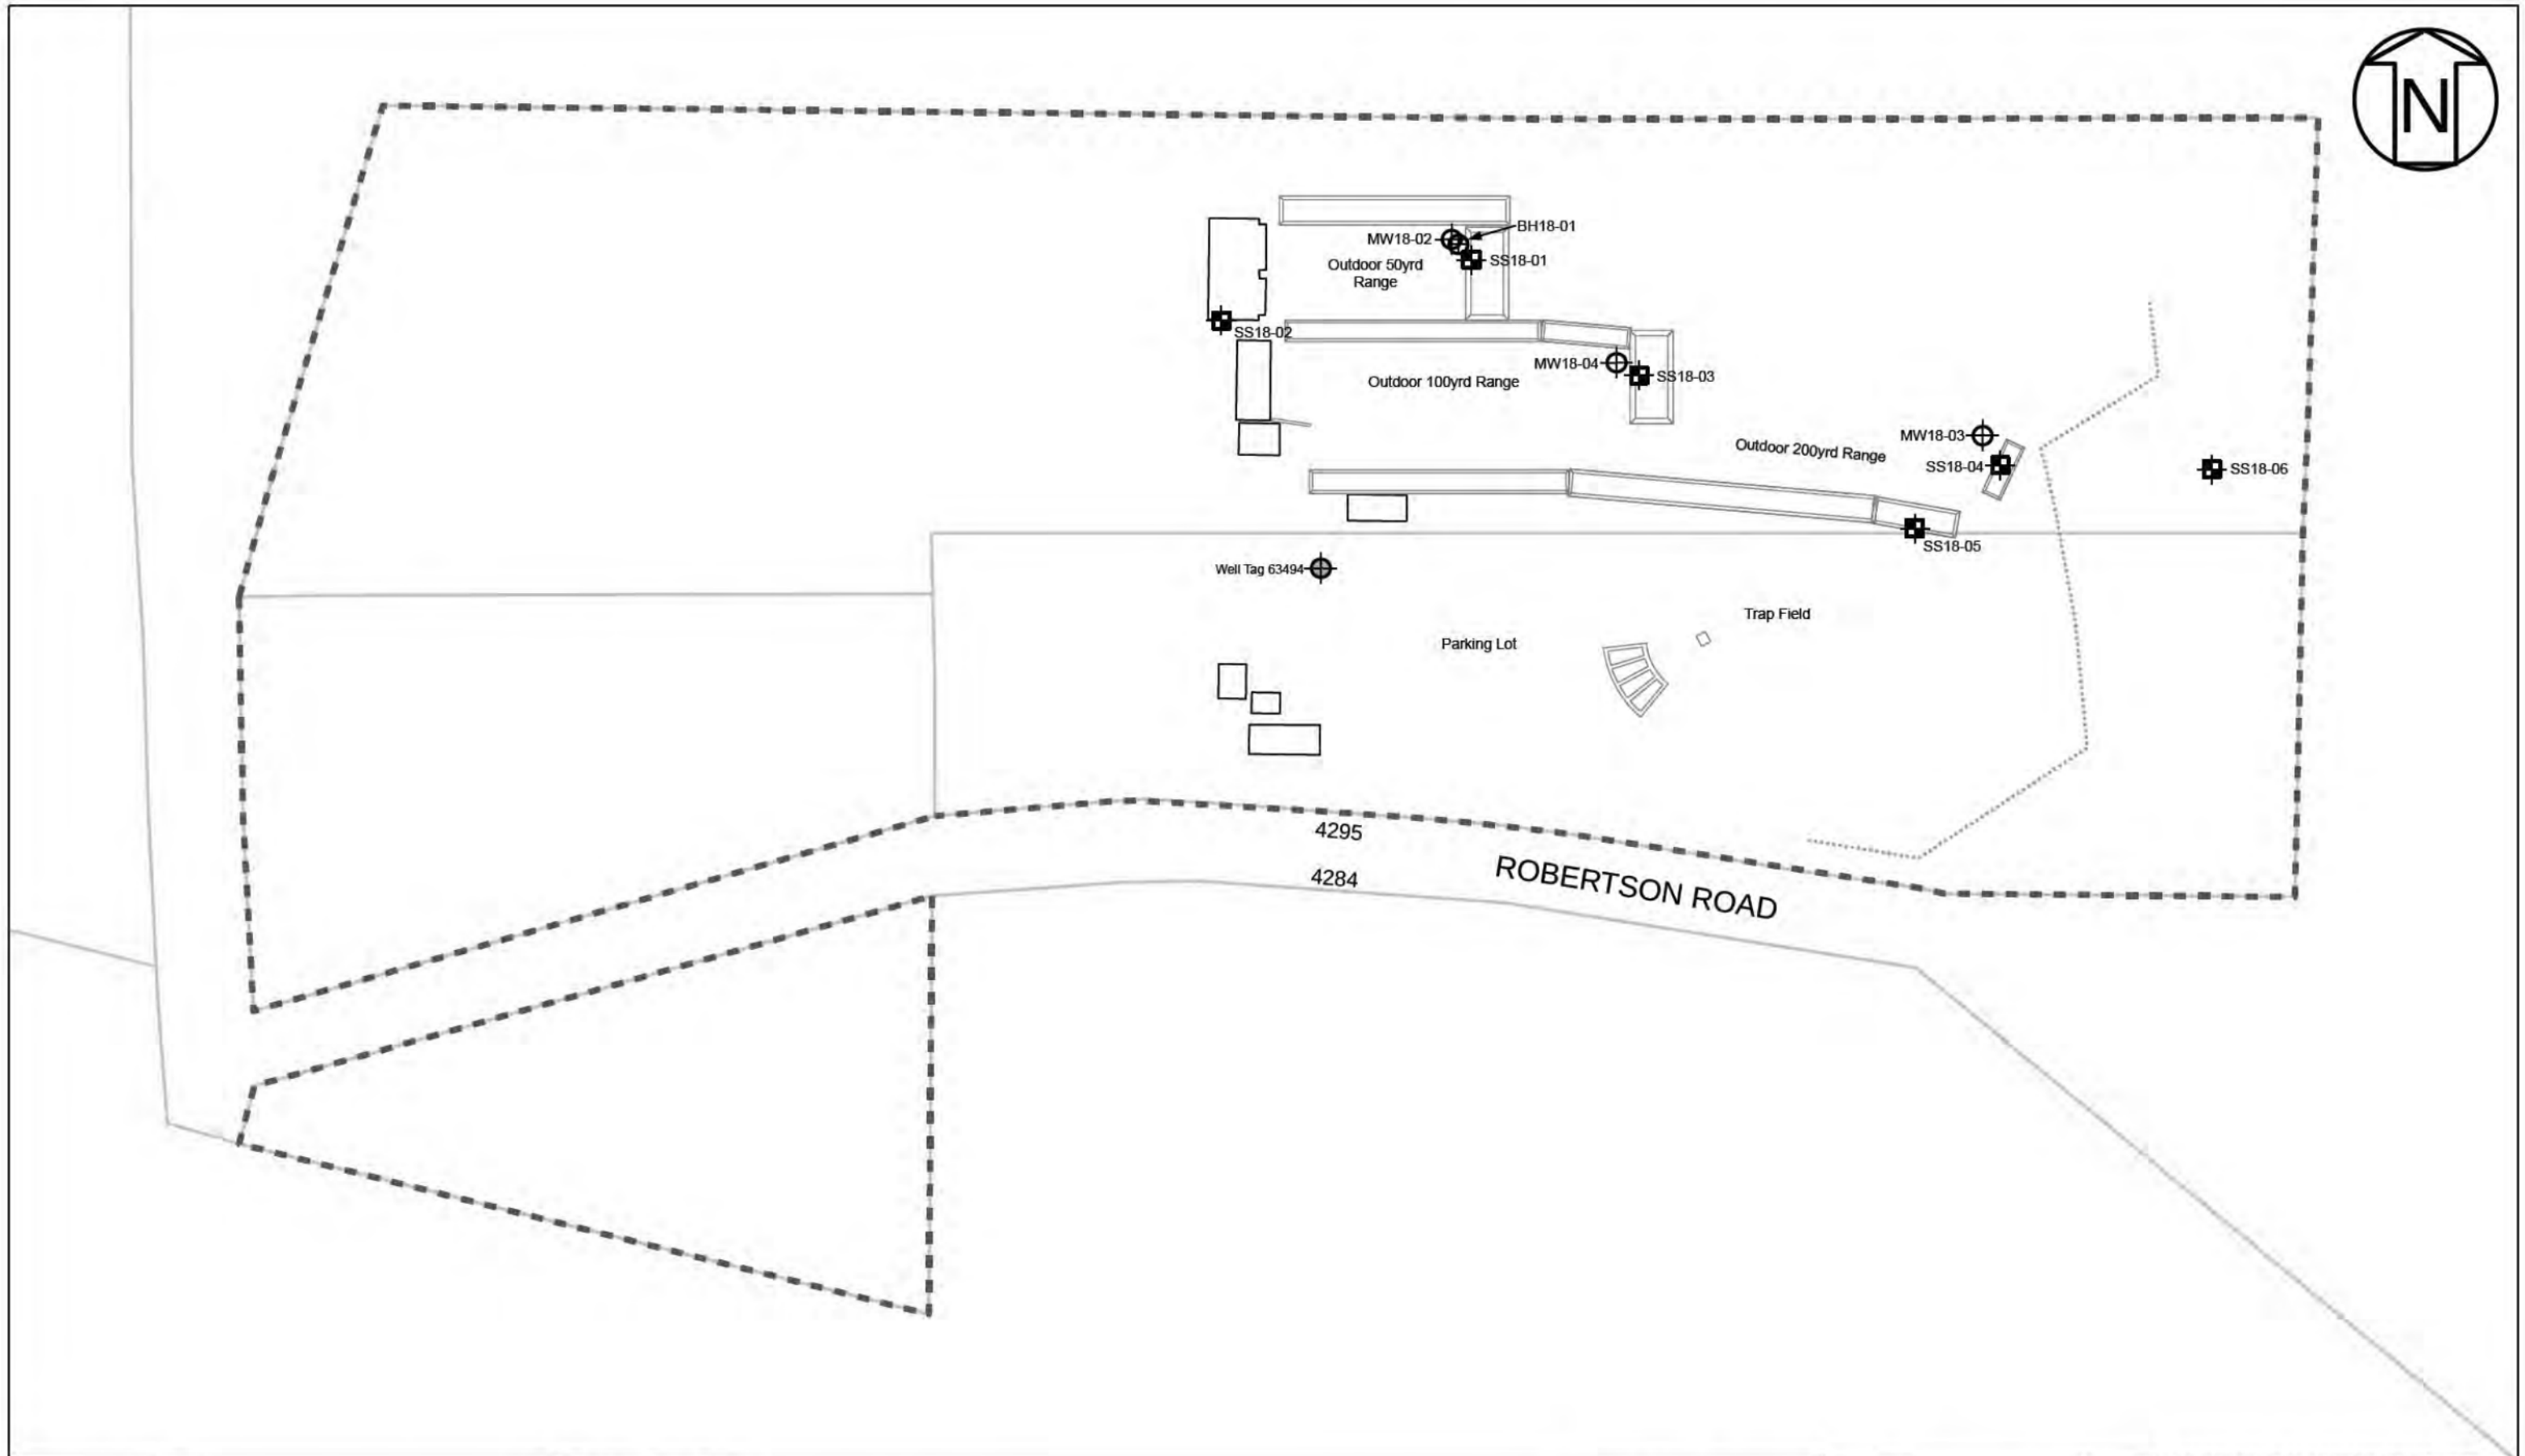 N
BH18-01
MW18-02
SS18-01
Outdoor 50yrd
Range
SS18-02
MW18-04
SS18-03
Outdoor 100yrd Range
MW18-03
Outdoor 200yrd Range
SS18-04
SS18-06
SS18-05
Well Tag 63494
Trap Field
Parking Lot
4295
4284
ROBERTSON ROAD